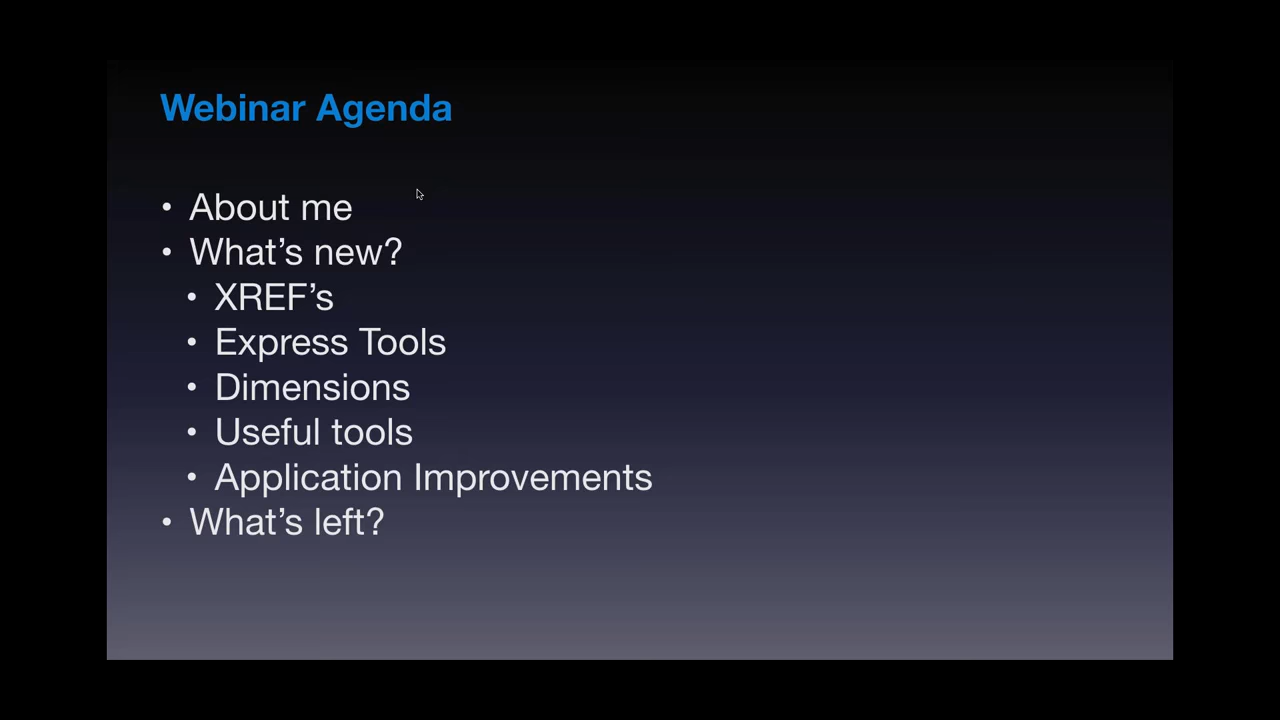 Webinar Agenda
• About me
• What’s new?
• XREF’s
• Express Tools
• Dimensions
• Useful tools
• Application Improvements
• What’s left?